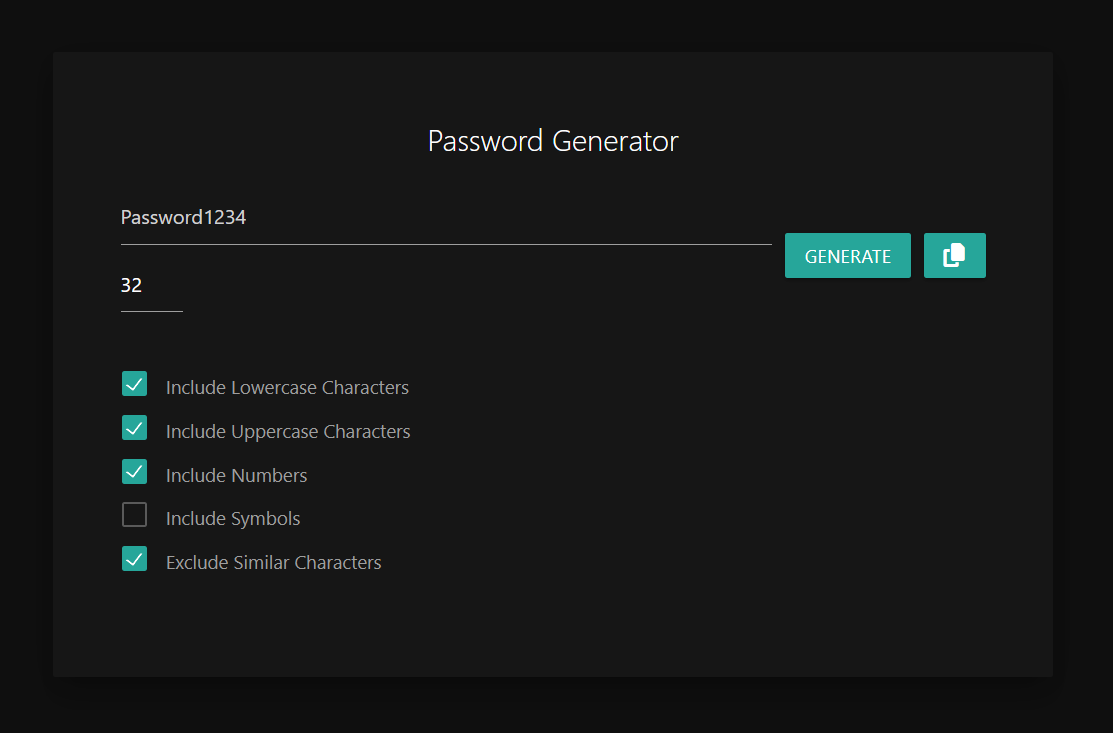 Password Generator
Password1234
GENERATE
32
Include Lowercase Characters
Include Uppercase Characters
Include Numbers
Include Symbols
Exclude Similar Characters